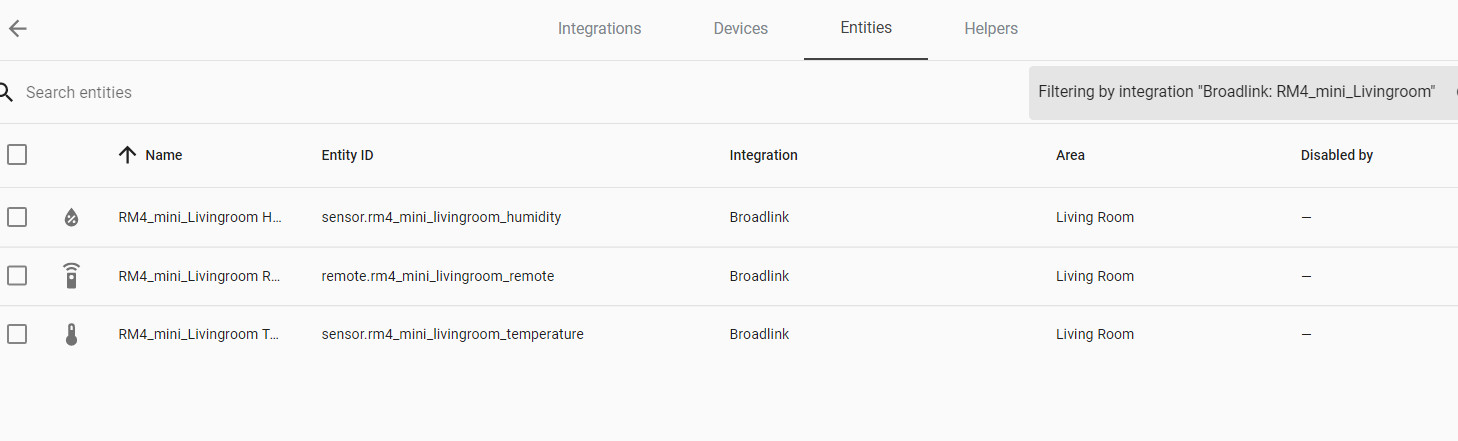 Integrations Devices Entities Helpers
Search entities Filtering by integration "Broadlink: RM4_mini_Livingroom"
Name Entity ID Integration Area Disabled by
RM4_mini_Livingroom H... sensor.rm4_mini_livingroom_humidity Broadlink Living Room –
RM4_mini_Livingroom R... remote.rm4_mini_livingroom_remote Broadlink Living Room –
RM4_mini_Livingroom T... sensor.rm4_mini_livingroom_temperature Broadlink Living Room –